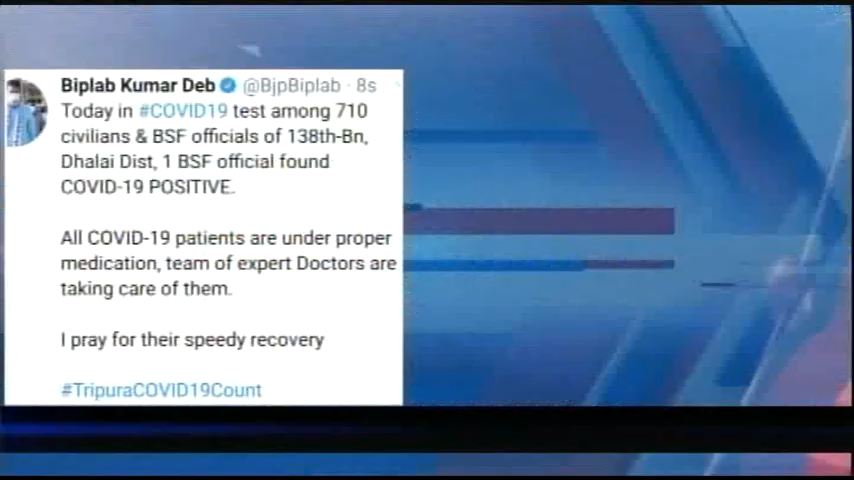 Biplab Kumar Deb @BjpBiplab · 8s
Today in #COVID19 test among 710
civilians & BSF officials of 138th-Bn,
Dhalai Dist, 1 BSF official found
COVID-19 POSITIVE.
All COVID-19 patients are under proper
medication, team of expert Doctors are
taking care of them.
I pray for their speedy recovery
#TripuraCOVID19Count